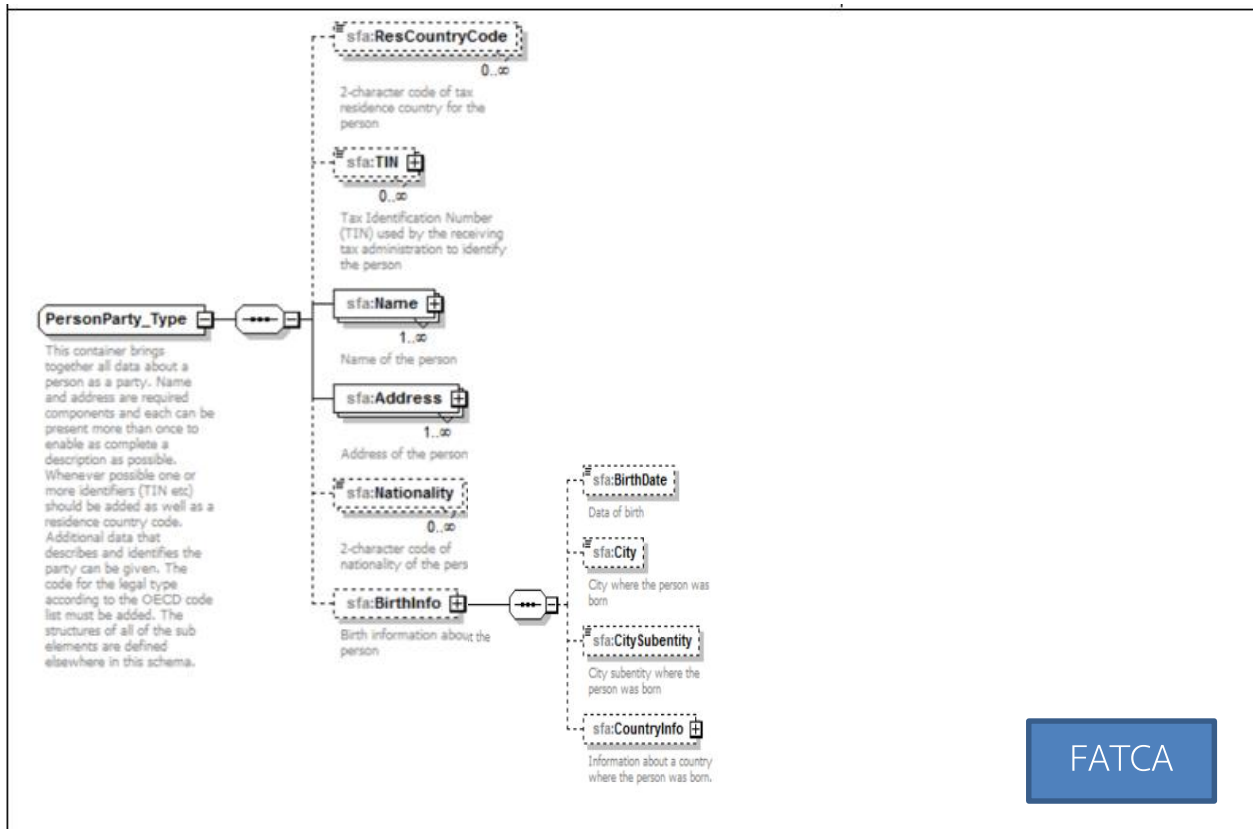 sfa:ResCountryCode
0..∞
2-character code of tax
residence country for the
person
sfa:TIN
0..∞
Tax Identification Number
(TIN) used by the receiving
tax administration to identify
the person
sfa:Name
1..∞
Name of the person
PersonParty_Type
This container brings
together all data about a
person as a party. Name
and address are required
components and each can be
present more than once to
enable as complete a
description as possible.
Whenever possible one or
more identifiers (TIN etc)
should be added as well as a
residence country code.
Additional data that
describes and identifies the
party can be given. The
code for the legal type
according to the OECD code
list must be added. The
structures of all of the sub
elements are defined
elsewhere in this schema.
sfa:Address
1..∞
Address of the person
sfa:Nationality
0..∞
2-character code of
nationality of the pers
sfa:BirthInfo
Birth information about the
person
sfa:BirthDate
Data of birth
sfa:City
City where the person was
born
sfa:CitySubentity
City subentity where the
person was born
sfa:CountryInfo
Information about a country
where the person was born.
FATCA